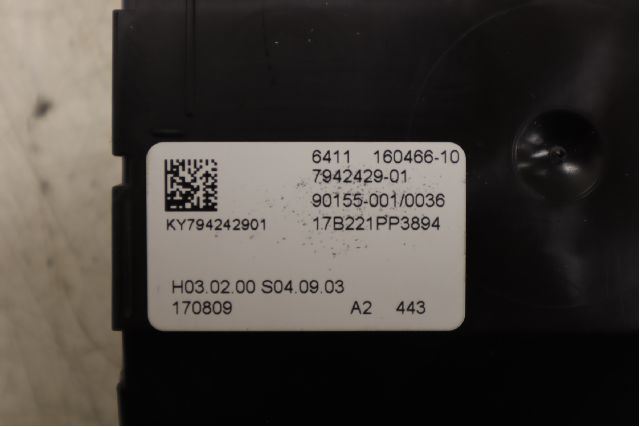 6411 160466-10
7942429-01
90155-001/0036
KY794242901 17B221PP3894
H03.02.00 S04.09.03
170809 A2 443